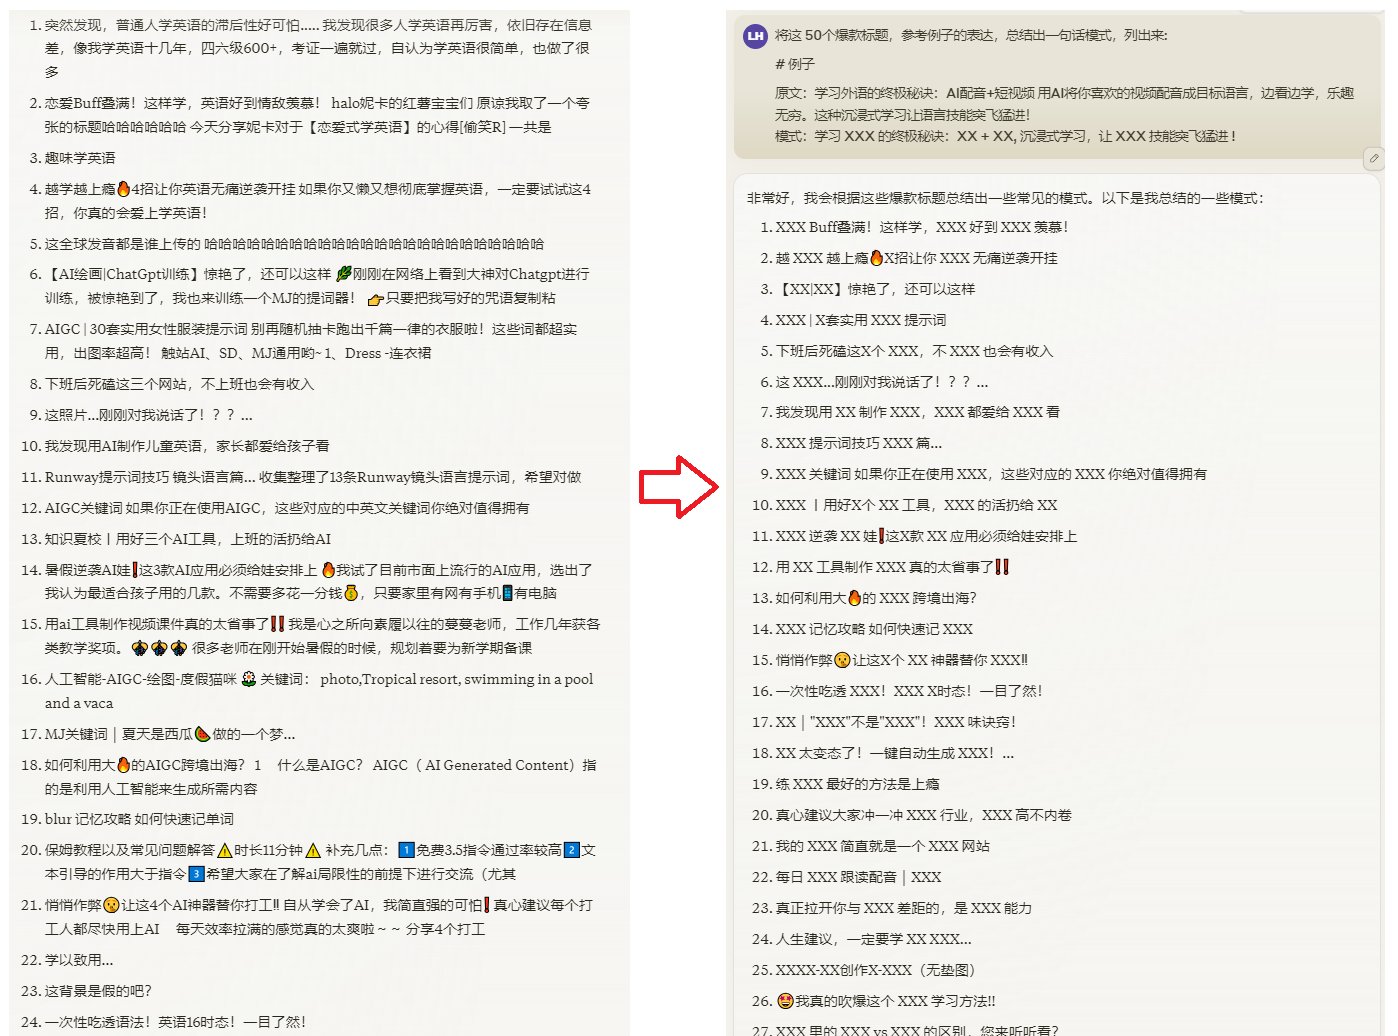 1. 突然发现，普通人学英语的滞后性好可怕..... 我发现很多人学英语再厉害，依旧存在信息
差，像我学英语十几年，四六级600+，考证一遍就过，自认为学英语很简单，也做了很
多
2. 恋爱Buff叠满！这样学，英语好到情敌羡慕！ halo妮卡的红薯宝宝们 原谅我取了一个夸
张的标题哈哈哈哈哈哈 今天分享妮卡对于【恋爱式学英语】的心得[偷笑R] 一共是
3. 趣味学英语
4. 越学越上瘾🔥4招让你英语无痛逆袭开挂 如果你又懒又想彻底掌握英语，一定要试试这4
招，你真的会爱上学英语！
5. 这全球发音都是谁上传的 哈哈哈哈哈哈哈哈哈哈哈哈哈哈哈哈哈哈哈哈哈哈哈哈
6. 【AI绘画|ChatGpt训练】惊艳了，还可以这样 🌿刚刚在网络上看到大神对Chatgpt进行
训练，被惊艳到了，我也来训练一个MJ的提词器！ 👉只要把我写好的咒语复制粘
7. AIGC | 30套实用女性服装提示词 别再随机抽卡跑出千篇一律的衣服啦！这些词都超实
用，出图率超高！ 触站AI、SD、MJ通用哟~ 1、Dress -连衣裙
8. 下班后死磕这三个网站，不上班也会有收入
9. 这照片...刚刚对我说话了！？？...
10. 我发现用AI制作儿童英语，家长都爱给孩子看
11. Runway提示词技巧 镜头语言篇... 收集整理了13条Runway镜头语言提示词，希望对做
12. AIGC关键词 如果你正在使用AIGC，这些对应的中英文关键词你绝对值得拥有
13. 知识夏校丨用好三个AI工具，上班的活扔给AI
14. 暑假逆袭AI娃❗这3款AI应用必须给娃安排上 🔥我试了目前市面上流行的AI应用，选出了
我认为最适合孩子用的几款。不需要多花一分钱💰，只要家里有网有手机📱有电脑
15. 用ai工具制作视频课件真的太省事了‼️我是心之所向素履以往的蔓蔓老师，工作几年获各
类教学奖项。 很多老师在刚开始暑假的时候，规划着要为新学期备课
16. 人工智能-AIGC-绘图-度假猫咪 🌼 关键词： photo,Tropical resort, swimming in a pool
and a vaca
17. MJ关键词｜夏天是西瓜🍉做的一个梦...
18. 如何利用大🔥的AIGC跨境出海？ 1 什么是AIGC？ AIGC（ AI Generated Content）指
的是利用人工智能来生成所需内容
19. blur 记忆攻略 如何快速记单词
20. 保姆教程以及常见问题解答⚠️时长11分钟⚠️ 补充几点：1️⃣免费3.5指令通过率较高2️⃣文
本引导的作用大于指令3️⃣希望大家在了解ai局限性的前提下进行交流（尤其
21. 悄悄作弊😗让这4个AI神器替你打工‼ 自从学会了AI，我简直强的可怕❗真心建议每个打
工人都尽快用上AI 每天效率拉满的感觉真的太爽啦～～ 分享4个打工
22. 学以致用...
23. 这背景是假的吧？
24. 一次性吃透语法！英语16时态！一目了然！
LH
将这 50个爆款标题，参考例子的表达，总结出一句话模式，列出来:
# 例子
原文：学习外语的终极秘诀：AI配音+短视频 用AI将你喜欢的视频配音成目标语言，边看边学，乐趣
无穷。这种沉浸式学习让语言技能突飞猛进！
模式：学习 XXX 的终极秘诀：XX + XX, 沉浸式学习，让 XXX 技能突飞猛进！
非常好，我会根据这些爆款标题总结出一些常见的模式。以下是我总结的一些模式：
1. XXX Buff叠满！这样学，XXX 好到 XXX 羡慕！
2. 越 XXX 越上瘾🔥X招让你 XXX 无痛逆袭开挂
3. 【XX|XX】惊艳了，还可以这样
4. XXX | X套实用 XXX 提示词
5. 下班后死磕这X个 XXX，不 XXX 也会有收入
6. 这 XXX...刚刚对我说话了！？？...
7. 我发现用 XX 制作 XXX，XXX 都爱给 XXX 看
8. XXX 提示词技巧 XXX 篇...
9. XXX 关键词 如果你正在使用 XXX，这些对应的 XXX 你绝对值得拥有
10. XXX 丨用好X个 XX 工具，XXX 的活扔给 XX
11. XXX 逆袭 XX 娃❗这X款 XX 应用必须给娃安排上
12. 用 XX 工具制作 XXX 真的太省事了‼️
13. 如何利用大🔥的 XXX 跨境出海？
14. XXX 记忆攻略 如何快速记 XXX
15. 悄悄作弊😗让这X个 XX 神器替你 XXX‼
16. 一次性吃透 XXX！XXX X时态！一目了然！
17. XX｜"XXX"不是"XXX"！XXX 味诀窍！
18. XX 太变态了！一键自动生成 XXX！...
19. 练 XXX 最好的方法是上瘾
20. 真心建议大家冲一冲 XXX 行业，XXX 高不内卷
21. 我的 XXX 简直就是一个 XXX 网站
22. 每日 XXX 跟读配音｜XXX
23. 真正拉开你与 XXX 差距的，是 XXX 能力
24. 人生建议，一定要学 XX XXX...
25. XXXX-XX创作X-XXX（无垫图）
26. 🤩我真的吹爆这个 XXX 学习方法‼
27. XXX 里的 XXX vs XXX 的区别，您来听听看？